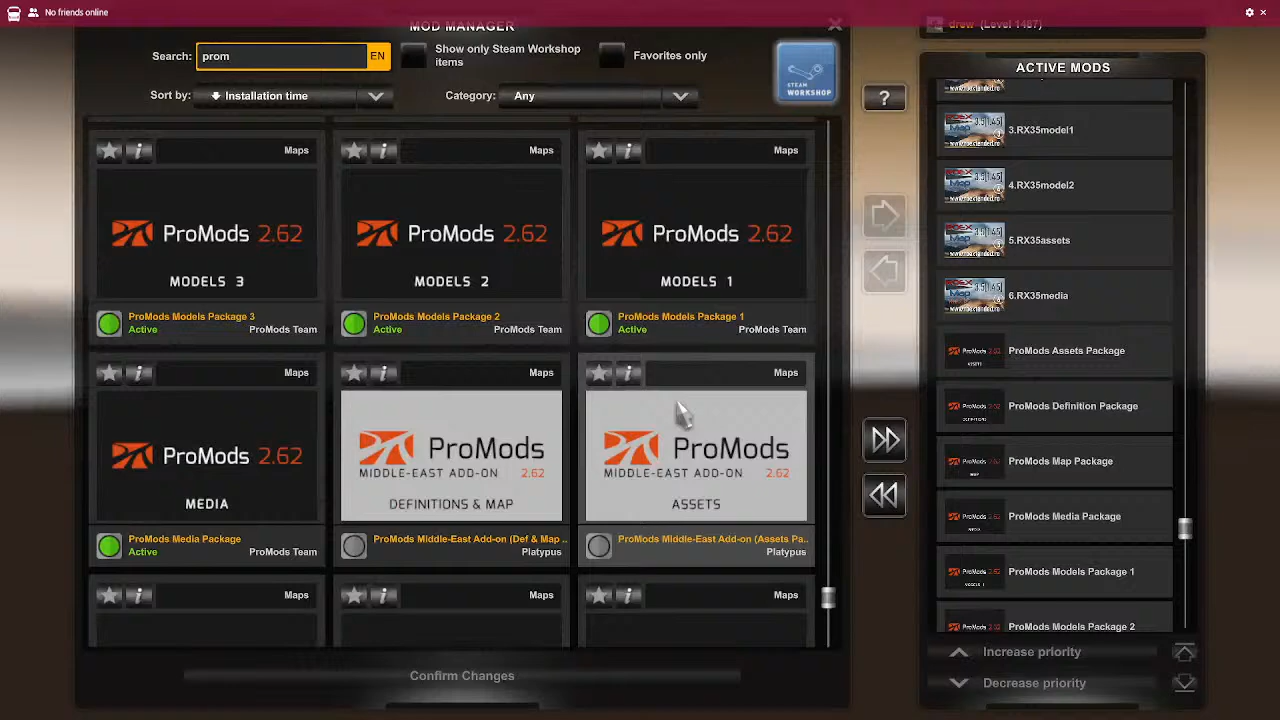 No friends online
MOD MANAGER
drew (Level 1487)
Search: prom EN
Show only Steam Workshop items
Favorites only
STEAM WORKSHOP
Sort by: Installation time
Category: Any
?
ACTIVE MODS
Maps
Maps
Maps
ProMods 2.62
MODELS 3
ProMods 2.62
MODELS 2
ProMods 2.62
MODELS 1
ProMods Models Package 3
Active ProMods Team
ProMods Models Package 2
Active ProMods Team
ProMods Models Package 1
Active ProMods Team
Maps
Maps
Maps
ProMods 2.62
MEDIA
ProMods
MIDDLE-EAST ADD-ON 2.62
DEFINITIONS & MAP
ProMods
MIDDLE-EAST ADD-ON 2.62
ASSETS
ProMods Media Package
Active ProMods Team
ProMods Middle-East Add-on (Def & Map ..
Platypus
ProMods Middle-East Add-on (Assets Pa..
Platypus
Maps
Maps
Maps
Confirm Changes
3.RX35model1
4.RX35model2
5.RX35assets
6.RX35media
ProMods Assets Package
ProMods Definition Package
ProMods Map Package
ProMods Media Package
ProMods Models Package 1
ProMods Models Package 2
Increase priority
Decrease priority